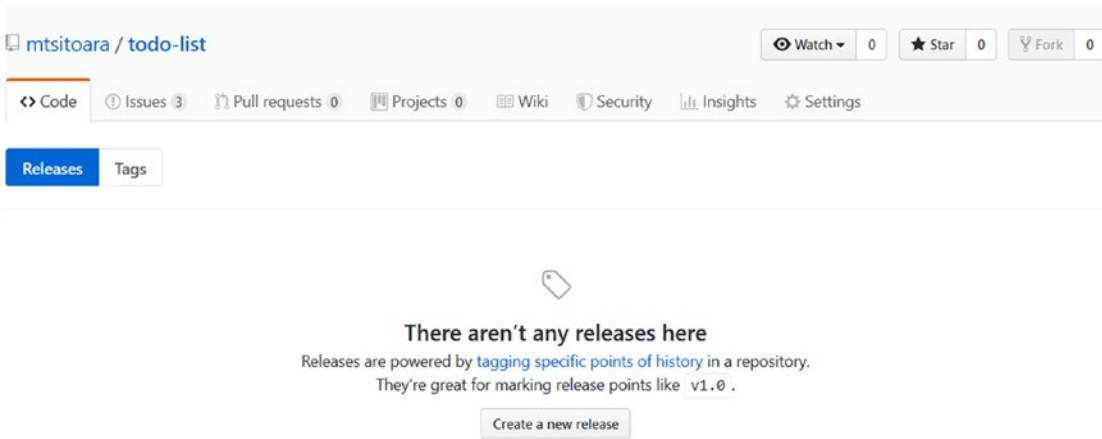 mtsitoara / todo-list
Watch 0 Star 0 Fork 0
Code Issues 3 Pull requests 0 Projects 0 Wiki Security Insights Settings
Releases Tags
There aren't any releases here
Releases are powered by tagging specific points of history in a repository.
They're great for marking release points like v1.0 .
Create a new release